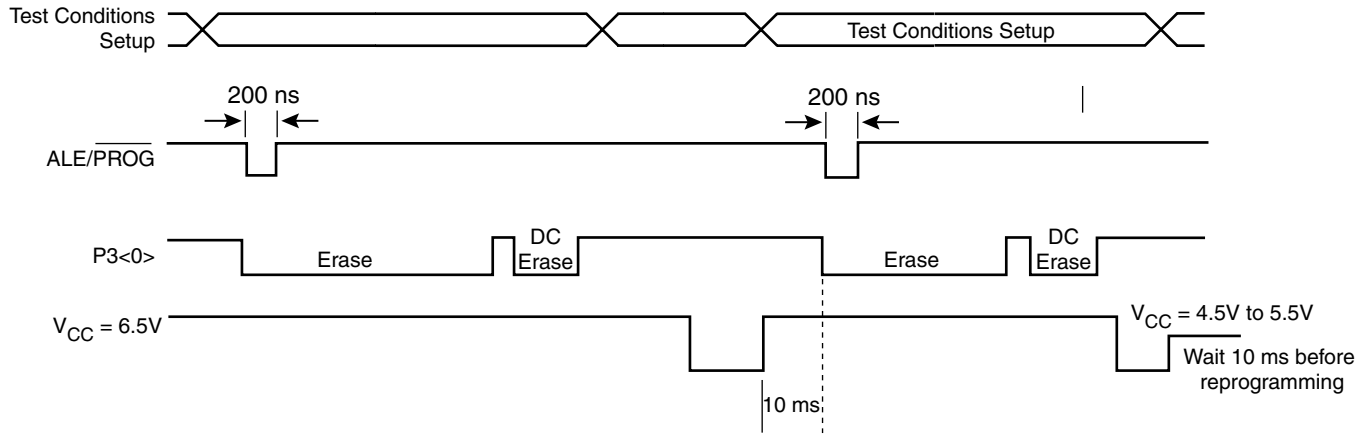 Test Conditions
Setup
Test Conditions Setup
200 ns
200 ns
ALE/PROG
P3<0>
Erase
DC
Erase
Erase
DC
Erase
VCC = 6.5V
VCC = 4.5V to 5.5V
Wait 10 ms before
reprogramming
10 ms